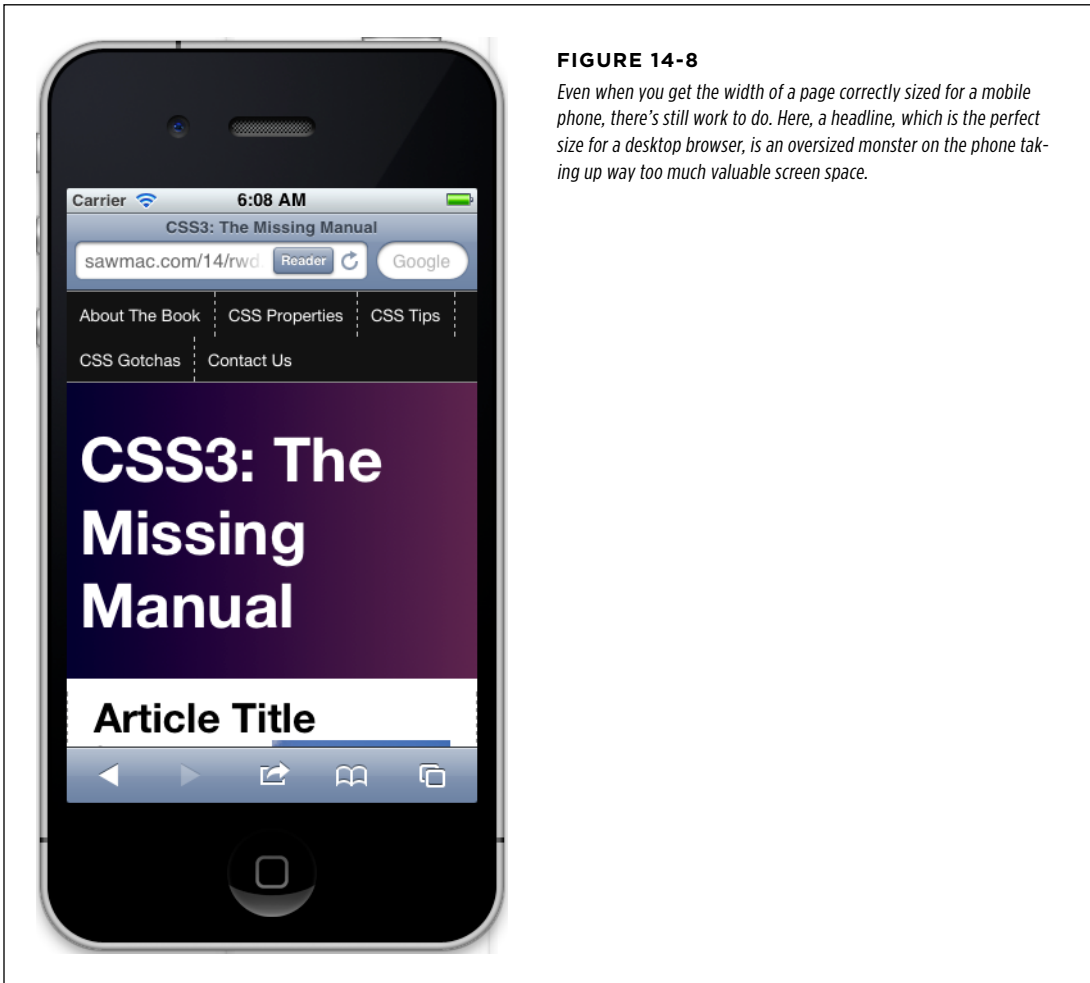 FIGURE 14-8
Even when you get the width of a page correctly sized for a mobile
phone, there's still work to do. Here, a headline, which is the perfect
size for a desktop browser, is an oversized monster on the phone tak-
ing up way too much valuable screen space.
Carrier 6:08 AM
CSS3: The Missing Manual
sawmac.com/14/rwd. Reader Google
About The Book CSS Properties CSS Tips
CSS Gotchas Contact Us
CSS3: The
Missing
Manual
Article Title